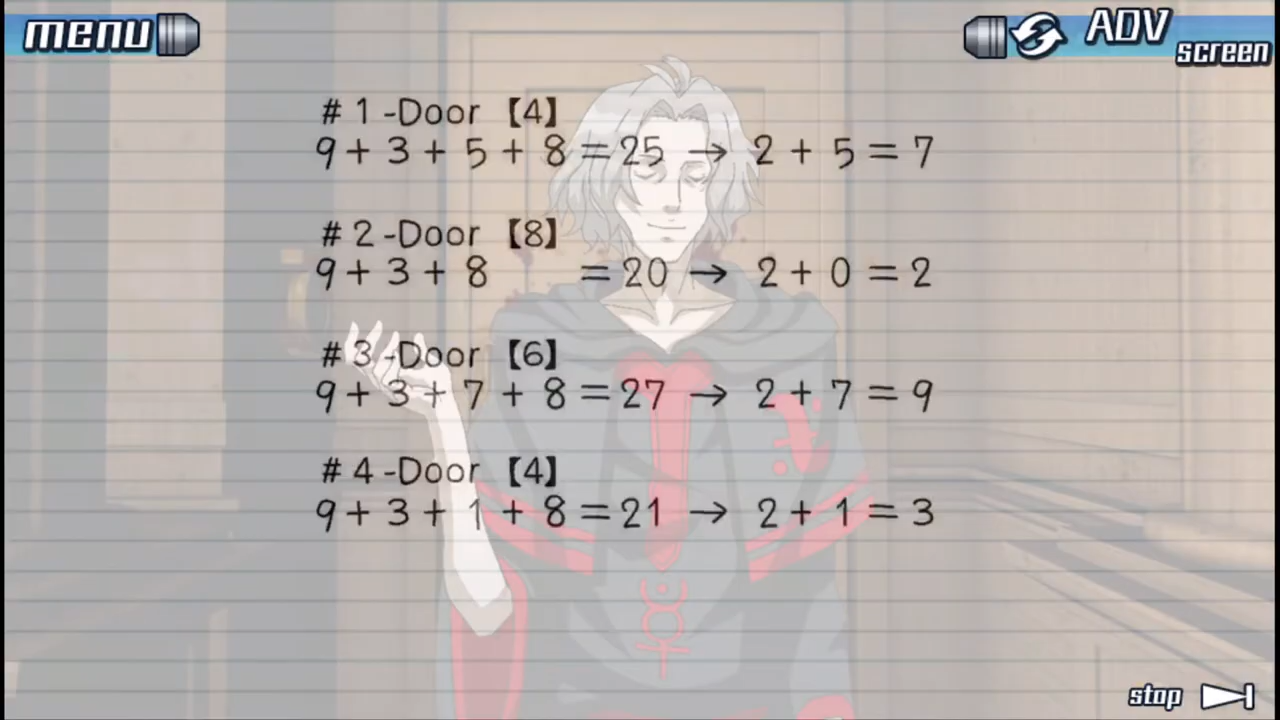 menu
ADV
screen
# 1 -Door 【4】
9 + 3 + 5 + 8 = 25 → 2 + 5 = 7
# 2 -Door 【8】
9 + 3 + 8 = 20 → 2 + 0 = 2
# 3 -Door 【6】
9 + 3 + 7 + 8 = 27 → 2 + 7 = 9
# 4 -Door 【4】
9 + 3 + 1 + 8 = 21 → 2 + 1 = 3
stop